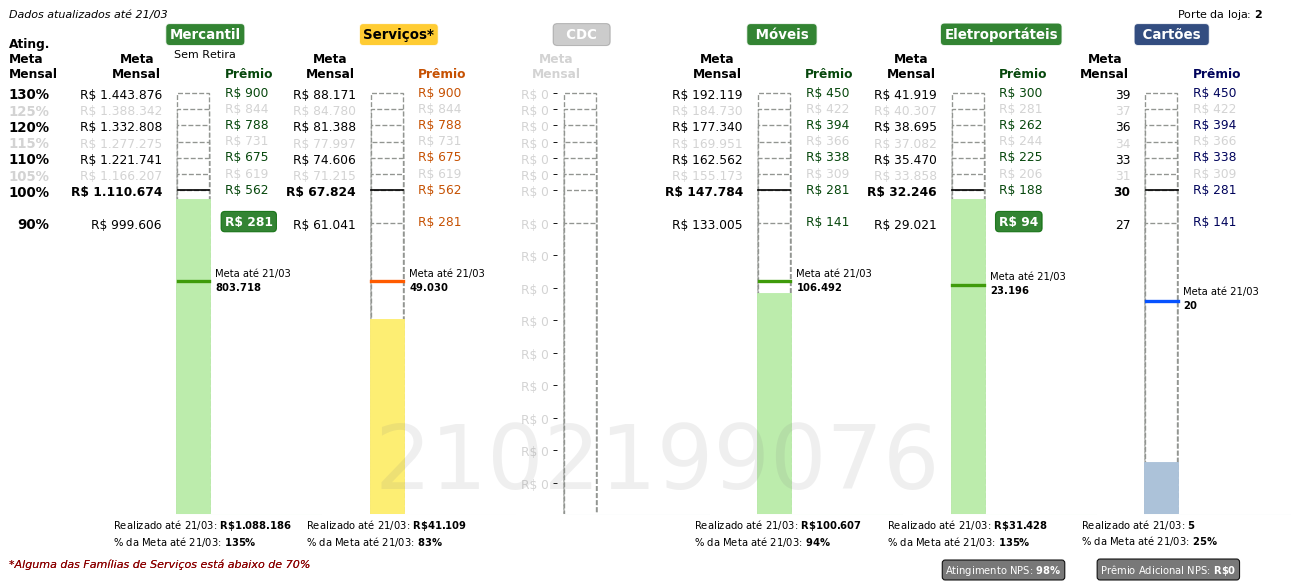 Dados atualizados até 21/03
Porte da loja: 2
Mercantil Serviços* CDC Móveis Eletroportáteis Cartões
Sem Retira
Ating. Meta Mensal
Meta Mensal Prêmio Meta Mensal Prêmio Meta Mensal Meta Mensal Prêmio Meta Mensal Prêmio Meta Mensal Prêmio
130% R$ 1.443.876 R$ 900 R$ 88.171 R$ 900 R$ 0 R$ 192.119 R$ 450 R$ 41.919 R$ 300 39 R$ 450
125% R$ 1.388.342 R$ 844 R$ 84.780 R$ 844 R$ 0 R$ 184.730 R$ 422 R$ 40.307 R$ 281 37 R$ 422
120% R$ 1.332.808 R$ 788 R$ 81.388 R$ 788 R$ 0 R$ 177.340 R$ 394 R$ 38.695 R$ 262 36 R$ 394
115% R$ 1.277.275 R$ 731 R$ 77.997 R$ 731 R$ 0 R$ 169.951 R$ 366 R$ 37.082 R$ 244 34 R$ 366
110% R$ 1.221.741 R$ 675 R$ 74.606 R$ 675 R$ 0 R$ 162.562 R$ 338 R$ 35.470 R$ 225 33 R$ 338
105% R$ 1.166.207 R$ 619 R$ 71.215 R$ 619 R$ 0 R$ 155.173 R$ 309 R$ 33.858 R$ 206 31 R$ 309
100% R$ 1.110.674 R$ 562 R$ 67.824 R$ 562 R$ 0 R$ 147.784 R$ 281 R$ 32.246 R$ 188 30 R$ 281
90% R$ 999.606 R$ 281 R$ 61.041 R$ 281 R$ 0 R$ 133.005 R$ 141 R$ 29.021 R$ 94 27 R$ 141
R$ 0
Meta até 21/03 Meta até 21/03 Meta até 21/03 Meta até 21/03 Meta até 21/03
803.718 49.030 R$ 0 106.492 23.196 20
R$ 0
R$ 0
R$ 0
R$ 0
R$ 0
R$ 0
2102199076
Realizado até 21/03: R$1.088.186 Realizado até 21/03: R$41.109 Realizado até 21/03: R$100.607 Realizado até 21/03: R$31.428 Realizado até 21/03: 5
% da Meta até 21/03: 135% % da Meta até 21/03: 83% % da Meta até 21/03: 94% % da Meta até 21/03: 135% % da Meta até 21/03: 25%
*Alguma das Famílias de Serviços está abaixo de 70%
Atingimento NPS: 98% Prêmio Adicional NPS: R$0